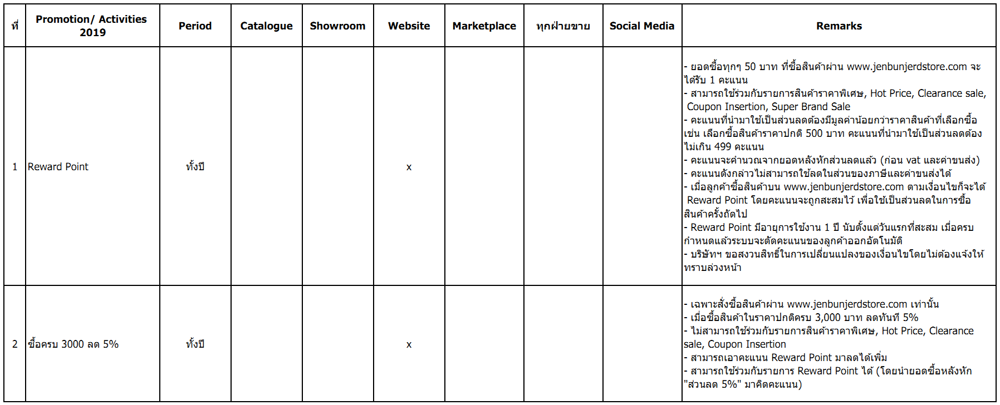 ที่ Promotion/ Activities 2019 Period Catalogue Showroom Website Marketplace ทุกฝ่ายขาย Social Media Remarks
1 Reward Point ทั้งปี x
- ยอดซื้อทุกๆ 50 บาท ที่ซื้อสินค้าผ่าน www.jenbunjerdstore.com จะ
ได้รับ 1 คะแนน
- สามารถใช้ร่วมกับรายการสินค้าราคาพิเศษ, Hot Price, Clearance sale,
Coupon Insertion, Super Brand Sale
- คะแนนที่นำมาใช้เป็นส่วนลดต้องมีมูลค่าน้อยกว่าราคาสินค้าที่เลือกซื้อ
เช่น เลือกซื้อสินค้าราคาปกติ 500 บาท คะแนนที่นำมาใช้เป็นส่วนลดต้อง
ไม่เกิน 499 คะแนน
- คะแนนจะคำนวณจากยอดหลังหักส่วนลดแล้ว (ก่อน vat และค่าขนส่ง)
- คะแนนดังกล่าวไม่สามารถใช้ลดในส่วนของภาษีและค่าขนส่งได้
- เมื่อลูกค้าซื้อสินค้าบน www.jenbunjerdstore.com ตามเงื่อนไขก็จะได้
Reward Point โดยคะแนนจะถูกสะสมไว้ เพื่อใช้เป็นส่วนลดในการซื้อ
สินค้าครั้งถัดไป
- Reward Point มีอายุการใช้งาน 1 ปี นับตั้งแต่วันแรกที่สะสม เมื่อครบ
กำหนดแล้วระบบจะตัดคะแนนของลูกค้าออกอัตโนมัติ
- บริษัทฯ ขอสงวนสิทธิ์ในการเปลี่ยนแปลงของเงื่อนไขโดยไม่ต้องแจ้งให้
ทราบล่วงหน้า
2 ซื้อครบ 3000 ลด 5% ทั้งปี x
- เฉพาะสั่งซื้อสินค้าผ่าน www.jenbunjerdstore.com เท่านั้น
- เมื่อซื้อสินค้าในราคาปกติครบ 3,000 บาท ลดทันที 5%
- ไม่สามารถใช้ร่วมกับรายการสินค้าราคาพิเศษ, Hot Price, Clearance
sale, Coupon Insertion
- สามารถเอาคะแนน Reward Point มาลดได้เพิ่ม
- สามารถใช้ร่วมกับรายการ Reward Point ได้ (โดยนำยอดซื้อหลังหัก
"ส่วนลด 5%" มาคิดคะแนน)